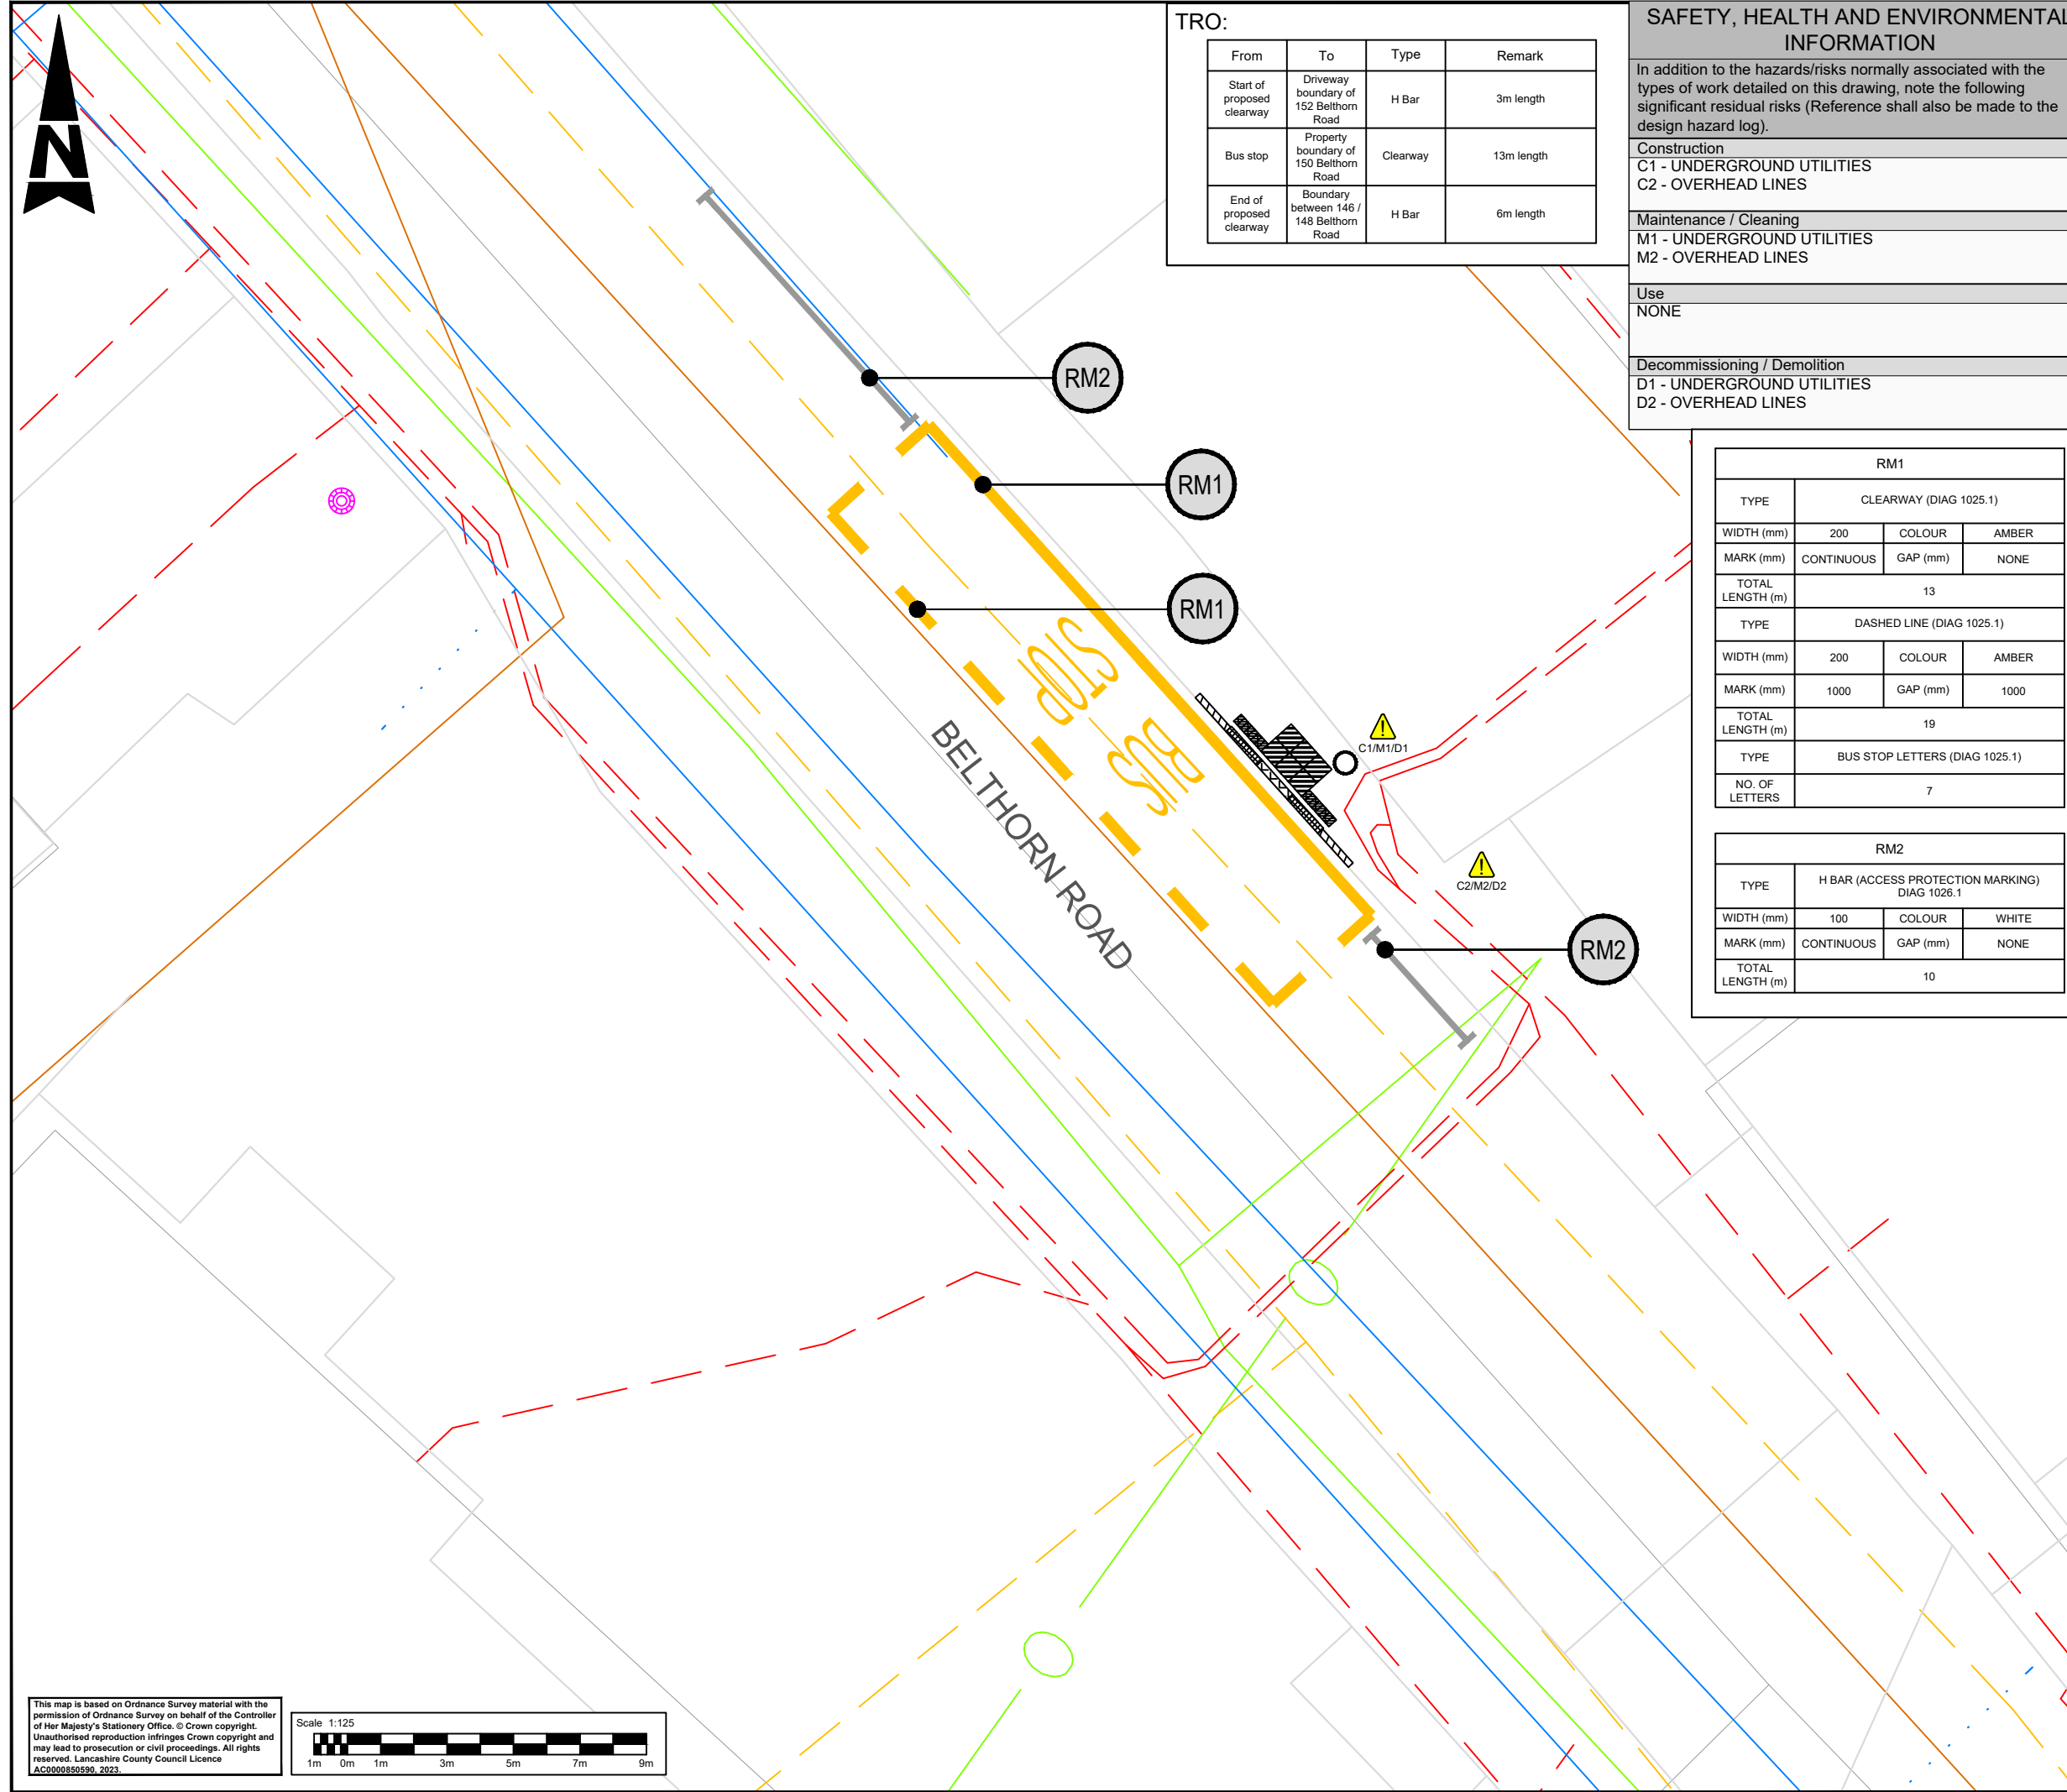 N
TRO:
From To Type Remark
Start of proposed clearway Driveway boundary of 152 Belthorn Road H Bar 3m length
Bus stop Property boundary of 150 Belthorn Road Clearway 13m length
End of proposed clearway Boundary between 146 / 148 Belthorn Road H Bar 6m length
SAFETY, HEALTH AND ENVIRONMENTAL
INFORMATION
In addition to the hazards/risks normally associated with the
types of work detailed on this drawing, note the following
significant residual risks (Reference shall also be made to the
design hazard log).
Construction
C1 - UNDERGROUND UTILITIES
C2 - OVERHEAD LINES
Maintenance / Cleaning
M1 - UNDERGROUND UTILITIES
M2 - OVERHEAD LINES
Use
NONE
Decommissioning / Demolition
D1 - UNDERGROUND UTILITIES
D2 - OVERHEAD LINES
RM2
RM1
RM1
BUS
STOP
BELTHORN ROAD
C1/M1/D1
C2/M2/D2
RM2
RM1
TYPE CLEARWAY (DIAG 1025.1)
WIDTH (mm) 200 COLOUR AMBER
MARK (mm) CONTINUOUS GAP (mm) NONE
TOTAL LENGTH (m) 13
TYPE DASHED LINE (DIAG 1025.1)
WIDTH (mm) 200 COLOUR AMBER
MARK (mm) 1000 GAP (mm) 1000
TOTAL LENGTH (m) 19
TYPE BUS STOP LETTERS (DIAG 1025.1)
NO. OF LETTERS 7
RM2
TYPE H BAR (ACCESS PROTECTION MARKING) DIAG 1026.1
WIDTH (mm) 100 COLOUR WHITE
MARK (mm) CONTINUOUS GAP (mm) NONE
TOTAL LENGTH (m) 10
This map is based on Ordnance Survey material with the
permission of Ordnance Survey on behalf of the Controller
of Her Majesty's Stationery Office. © Crown copyright.
Unauthorised reproduction infringes Crown copyright and
may lead to prosecution or civil proceedings. All rights
reserved. Lancashire County Council Licence
AC0000850590, 2023.
Scale 1:125
1m 0m 1m 3m 5m 7m 9m